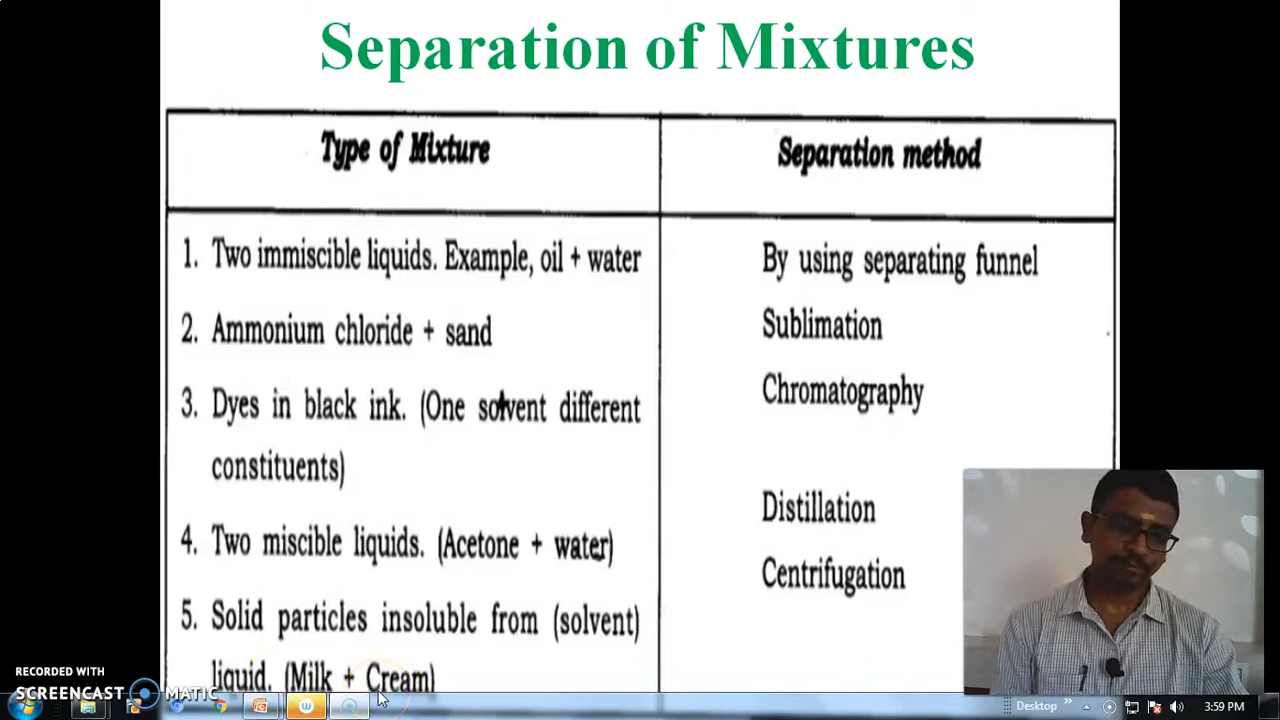 Separation of Mixtures
Type of Mixture
Separation method
1. Two immiscible liquids. Example, oil + water
By using separating funnel
2. Ammonium chloride + sand
Sublimation
3. Dyes in black ink. (One solvent different
constituents)
Chromatography
4. Two miscible liquids. (Acetone + water)
Distillation
5. Solid particles insoluble from (solvent)
liquid. (Milk + Cream)
Centrifugation
RECORDED WITH
SCREENCAST MATIC
Desktop
3:59 PM